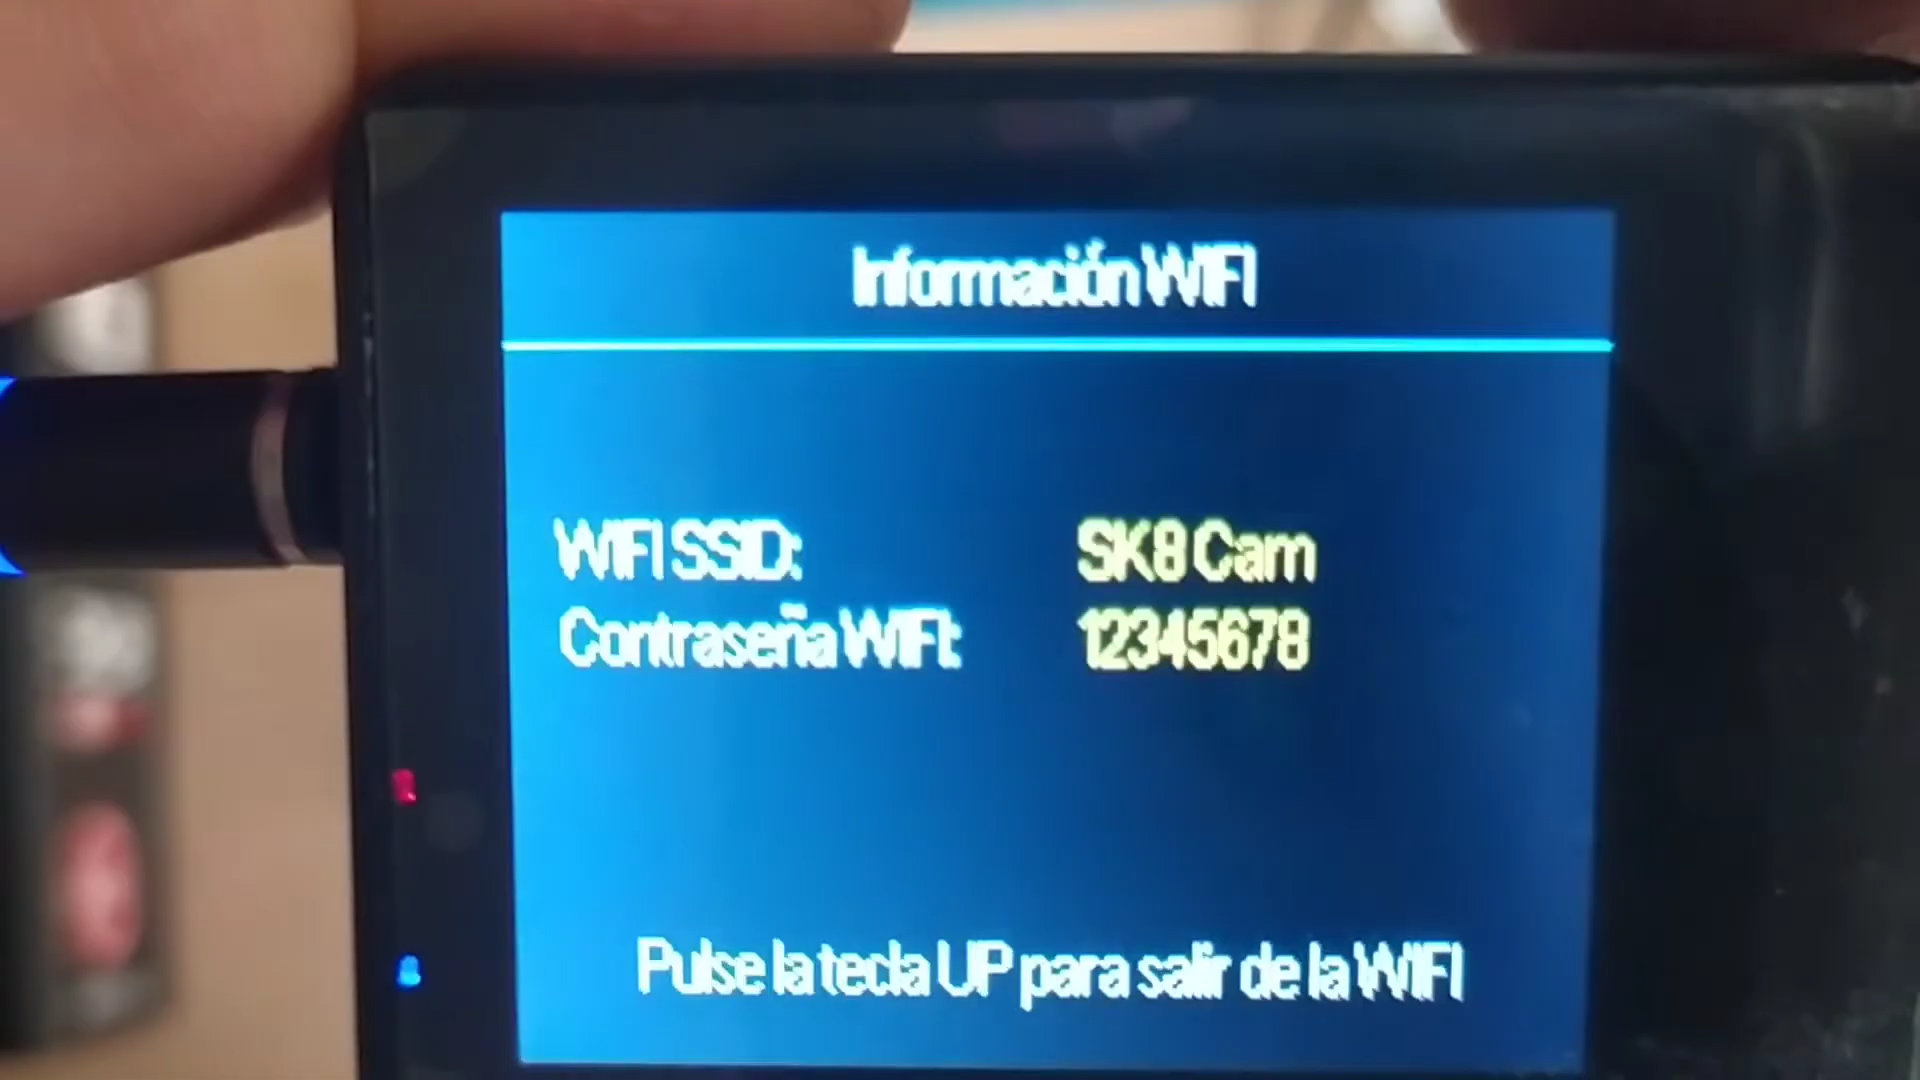 Información WIFI
WIFI SSID: SK8 Cam
Contraseña WIFI: 12345678
Pulse la tecla UP para salir de la WIFI